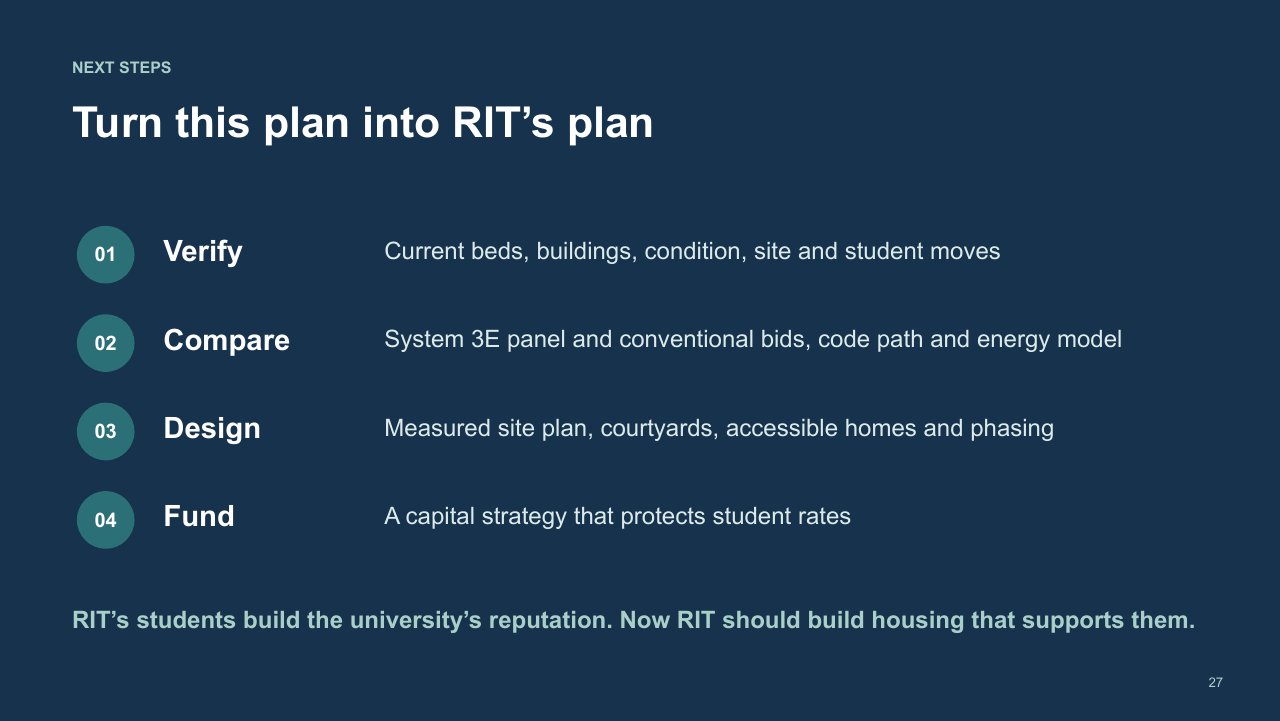 NEXT STEPS
Turn this plan into RIT’s plan
01 Verify Current beds, buildings, condition, site and student moves
02 Compare System 3E panel and conventional bids, code path and energy model
03 Design Measured site plan, courtyards, accessible homes and phasing
04 Fund A capital strategy that protects student rates
RIT’s students build the university’s reputation. Now RIT should build housing that supports them.
27